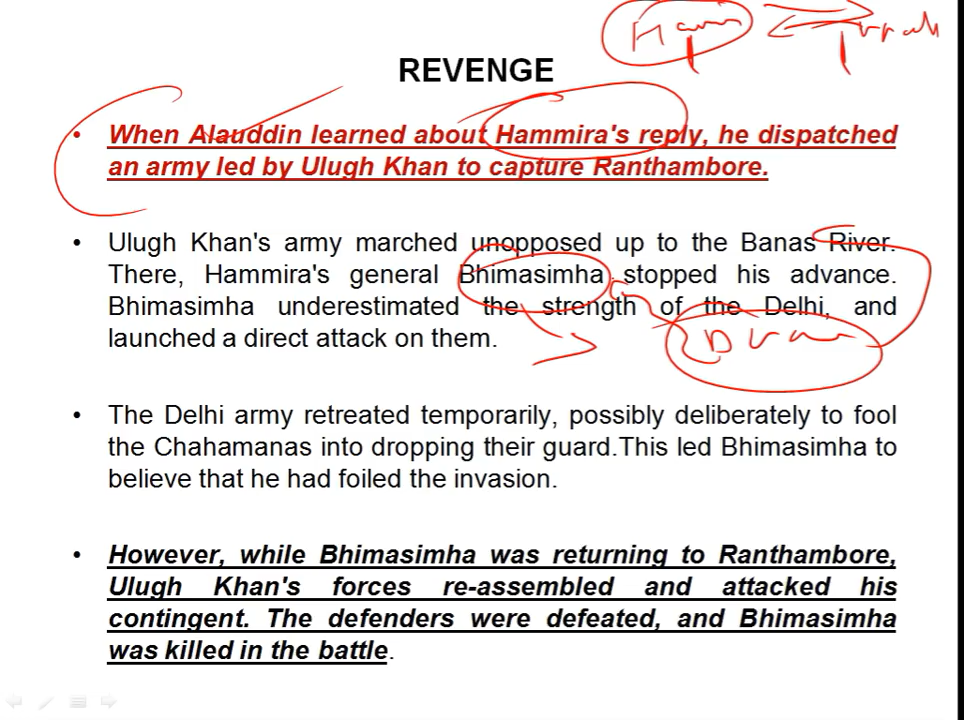 REVENGE
• When Alauddin learned about Hammira's reply, he dispatched
an army led by Ulugh Khan to capture Ranthambore.
• Ulugh Khan's army marched unopposed up to the Banas River.
There, Hammira's general Bhimasimha stopped his advance.
Bhimasimha underestimated the strength of the Delhi, and
launched a direct attack on them.
• The Delhi army retreated temporarily, possibly deliberately to fool
the Chahamanas into dropping their guard.This led Bhimasimha to
believe that he had foiled the invasion.
• However, while Bhimasimha was returning to Ranthambore,
Ulugh Khan's forces re-assembled and attacked his
contingent. The defenders were defeated, and Bhimasimha
was killed in the battle.